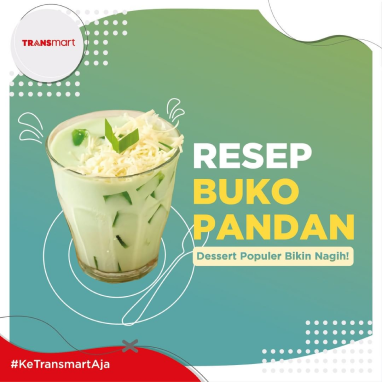 TRANSmart
RESEP
BUKO
PANDAN
Dessert Populer Bikin Nagih!
#KeTransmartAja